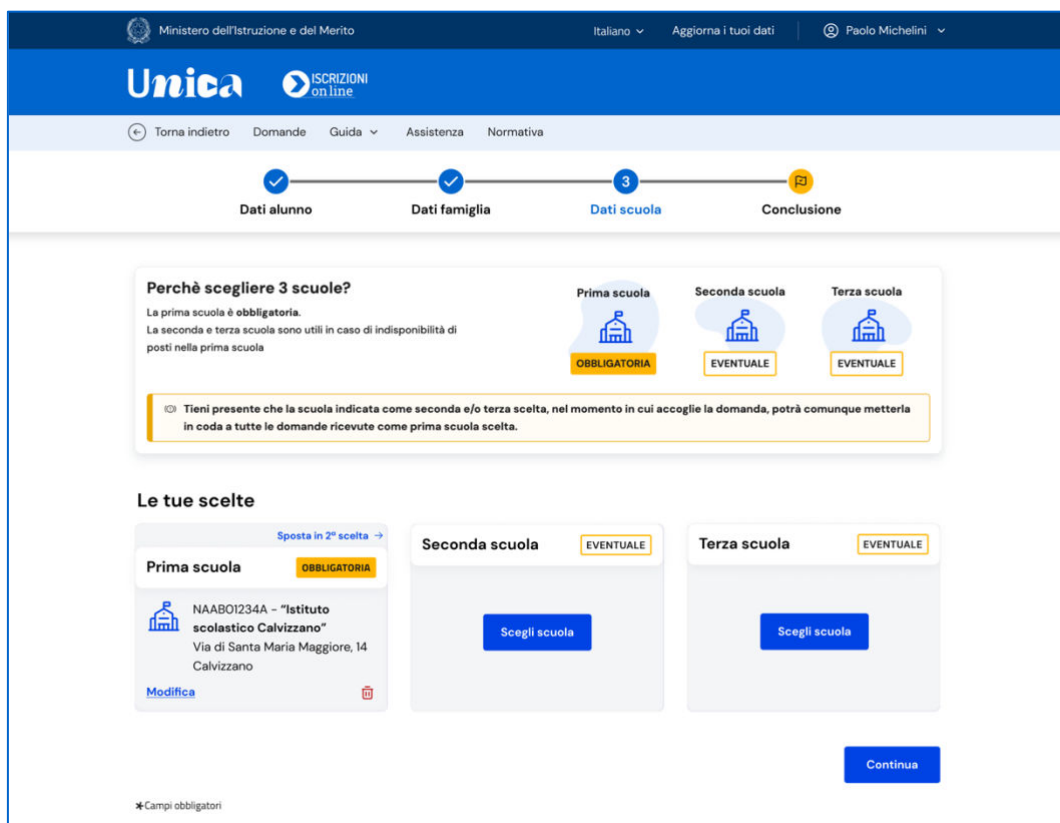 Ministero dell'Istruzione e del Merito
Italiano
Aggiorna i tuoi dati
Paolo Michelini
Unica
ISCRIZIONI
online
Torna indietro
Domande
Guida
Assistenza
Normativa
3
Dati alunno
Dati famiglia
Dati scuola
Conclusione
Perchè scegliere 3 scuole?
La prima scuola è obbligatoria.
La seconda e terza scuola sono utili in caso di indisponibilità di
posti nella prima scuola
Prima scuola
OBBLIGATORIA
Seconda scuola
EVENTUALE
Terza scuola
EVENTUALE
Tieni presente che la scuola indicata come seconda e/o terza scelta, nel momento in cui accoglie la domanda, potrà comunque metterla
in coda a tutte le domande ricevute come prima scuola scelta.
Le tue scelte
Sposta in 2ª scelta →
Prima scuola
OBBLIGATORIA
NAABO1234A - “Istituto
scolastico Calvizzano”
Via di Santa Maria Maggiore, 14
Calvizzano
Modifica
Seconda scuola
EVENTUALE
Scegli scuola
Terza scuola
EVENTUALE
Scegli scuola
Continua
*Campi obbligatori